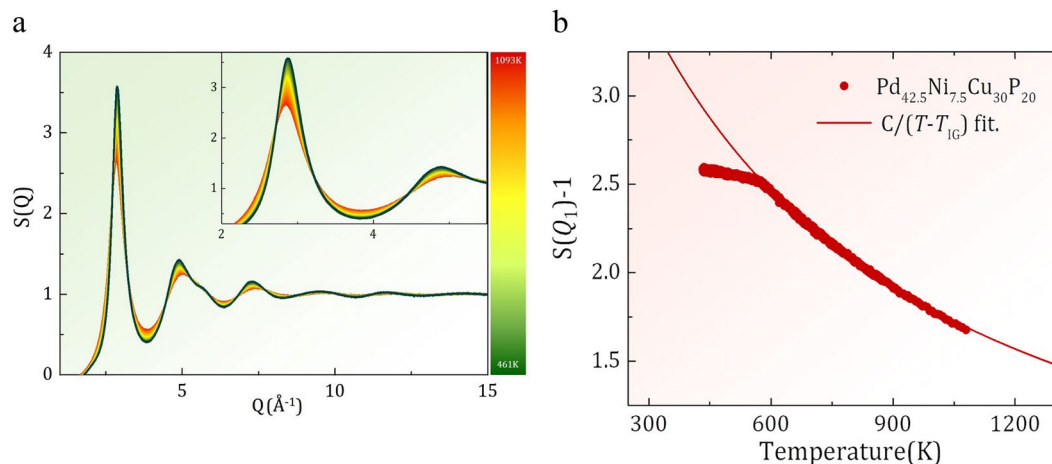 a
b
4
3
2
1
0
S(Q)
3
2
1
2
4
5
10
15
Q(Å⁻¹)
1093K
461K
3.0
2.5
2.0
1.5
S(Q₁)-1
Pd₄₂.₅Ni₇.₅Cu₃₀P₂₀
C/(T-T_IG) fit.
300
600
900
1200
Temperature(K)